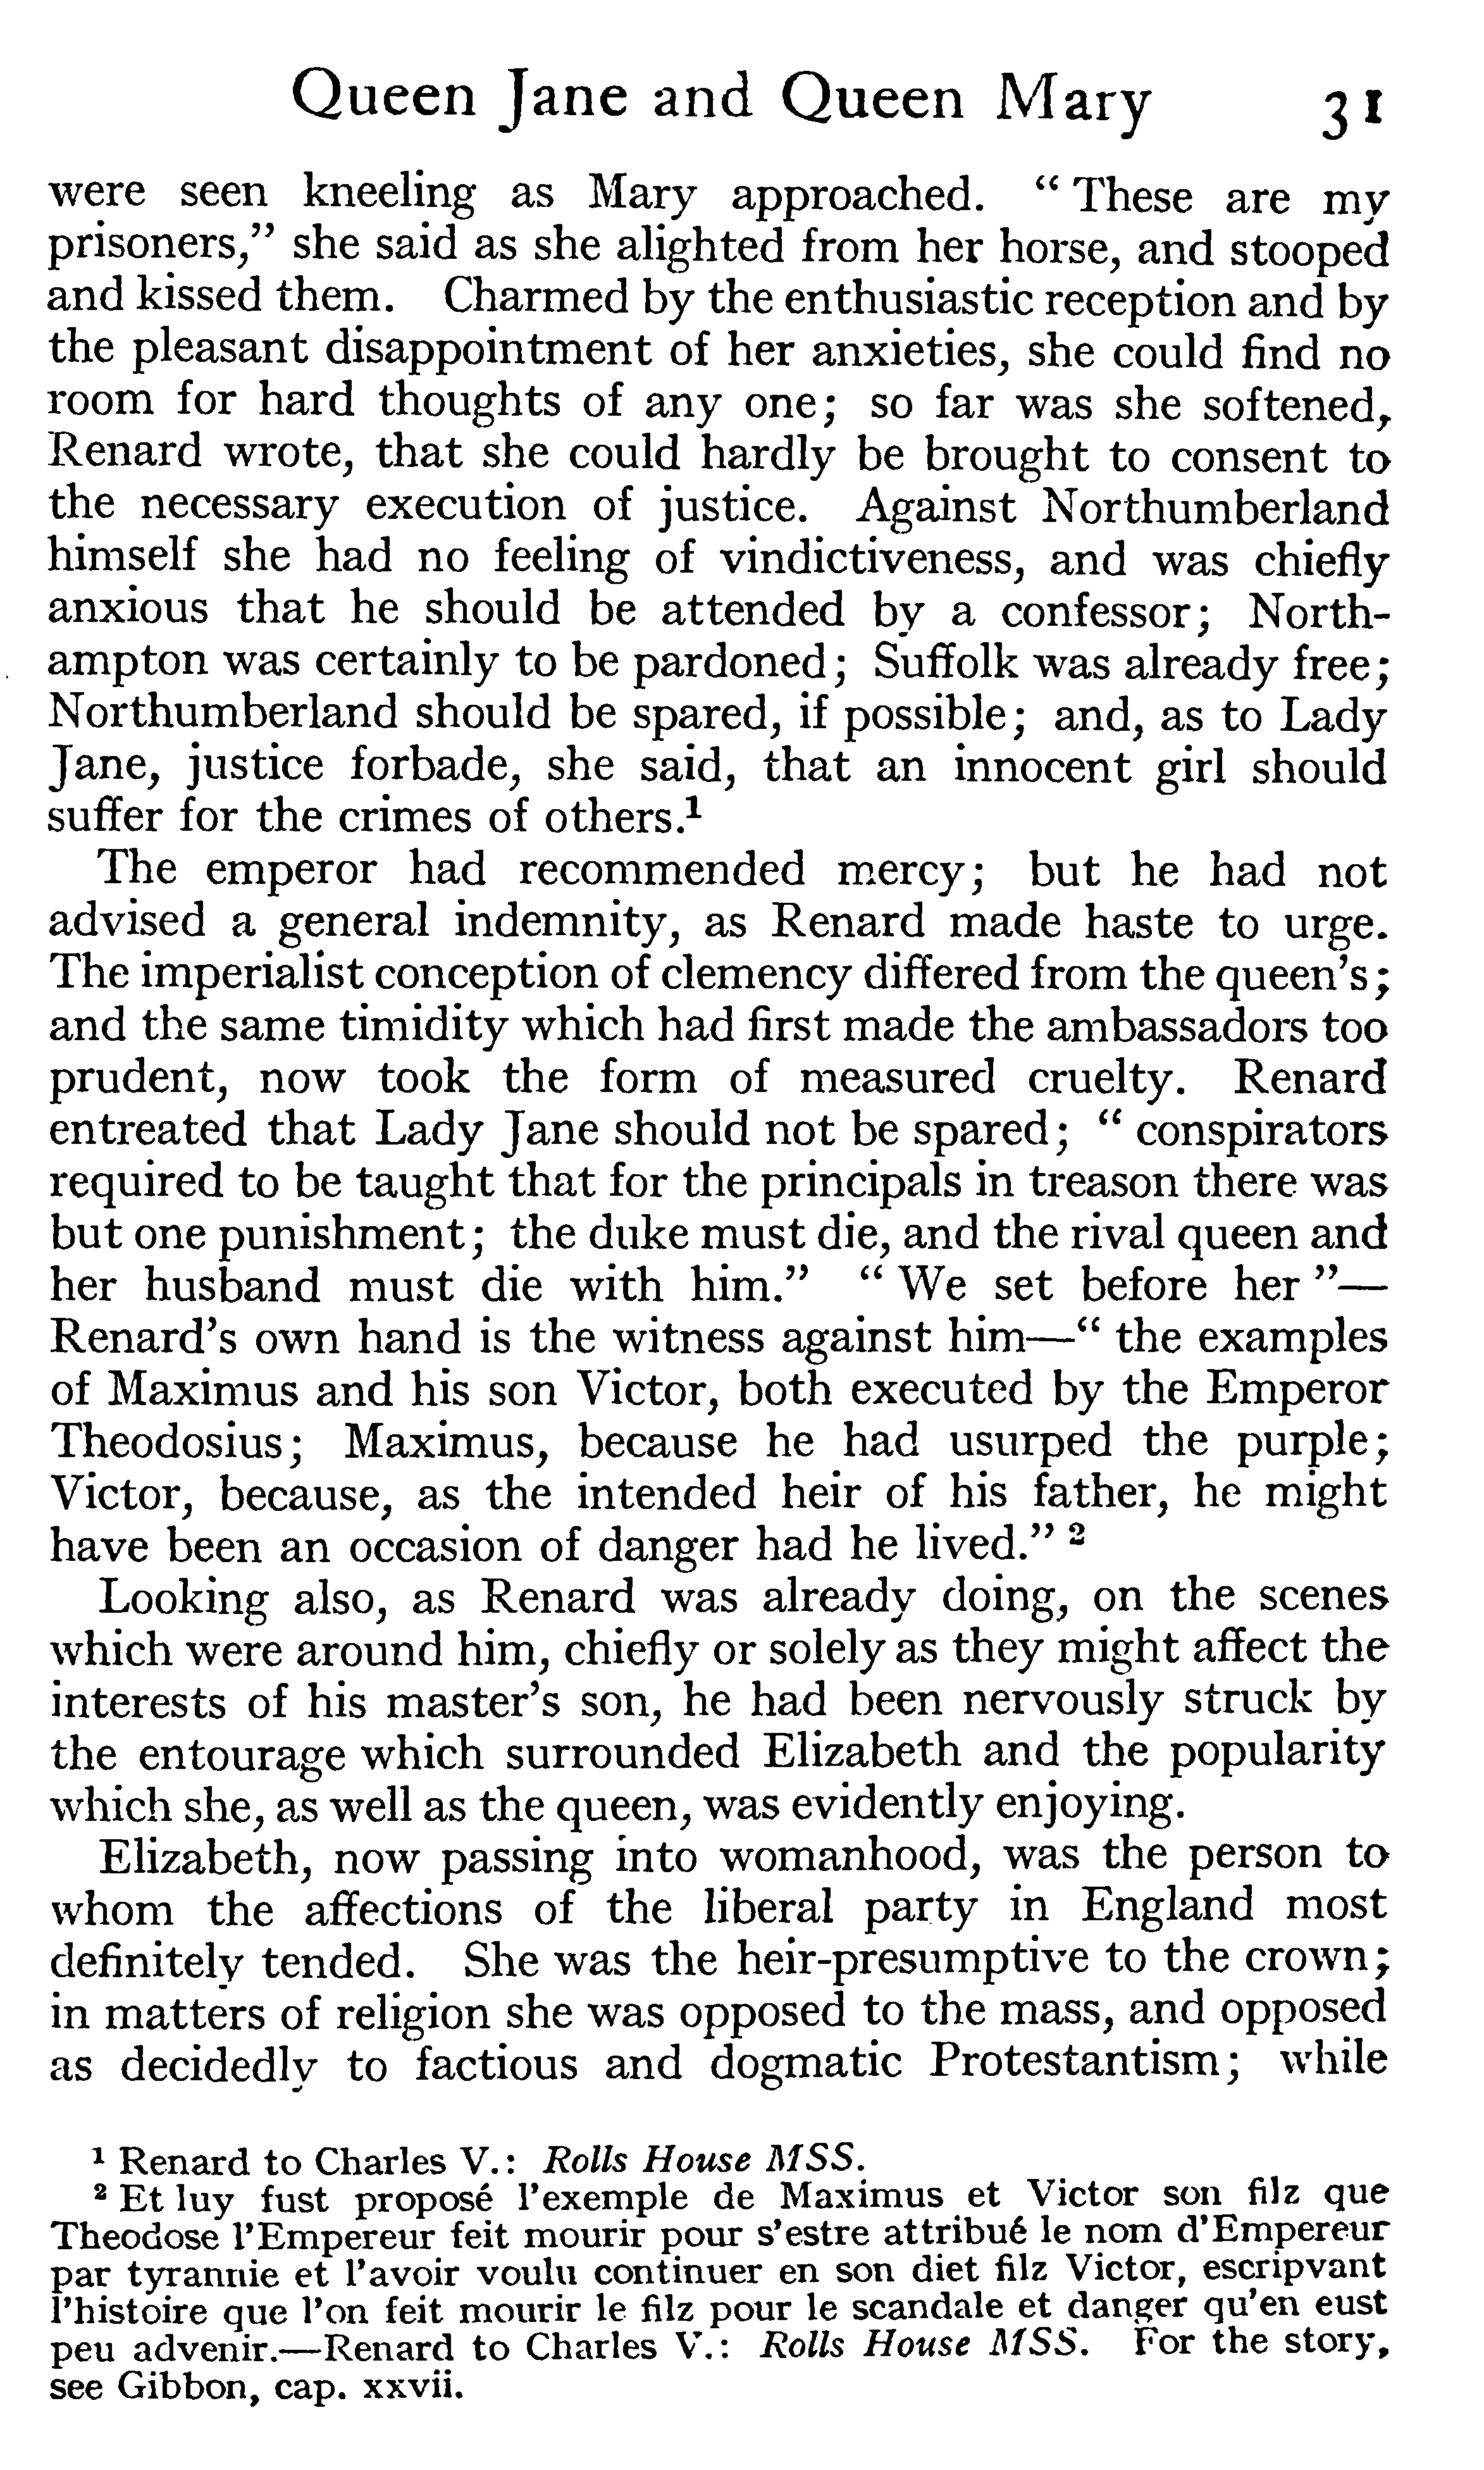 Queen Jane and Queen Mary 31
were seen kneeling as Mary approached. “ These are my
prisoners,” she said as she alighted from her horse, and stooped
and kissed them. Charmed by the enthusiastic reception and by
the pleasant disappointment of her anxieties, she could find no
room for hard thoughts of any one; so far was she softened,
Renard wrote, that she could hardly be brought to consent to
the necessary execution of justice. Against Northumberland
himself she had no feeling of vindictiveness, and was chiefly
anxious that he should be attended by a confessor; North-
ampton was certainly to be pardoned; Suffolk was already free;
Northumberland should be spared, if possible; and, as to Lady
Jane, justice forbade, she said, that an innocent girl should
suffer for the crimes of others.¹
The emperor had recommended mercy; but he had not
advised a general indemnity, as Renard made haste to urge.
The imperialist conception of clemency differed from the queen’s;
and the same timidity which had first made the ambassadors too
prudent, now took the form of measured cruelty. Renard
entreated that Lady Jane should not be spared; “ conspirators
required to be taught that for the principals in treason there was
but one punishment; the duke must die, and the rival queen and
her husband must die with him.” “ We set before her ”—
Renard’s own hand is the witness against him—“ the examples
of Maximus and his son Victor, both executed by the Emperor
Theodosius; Maximus, because he had usurped the purple;
Victor, because, as the intended heir of his father, he might
have been an occasion of danger had he lived.” ²
Looking also, as Renard was already doing, on the scenes
which were around him, chiefly or solely as they might affect the
interests of his master’s son, he had been nervously struck by
the entourage which surrounded Elizabeth and the popularity
which she, as well as the queen, was evidently enjoying.
Elizabeth, now passing into womanhood, was the person to
whom the affections of the liberal party in England most
definitely tended. She was the heir-presumptive to the crown;
in matters of religion she was opposed to the mass, and opposed
as decidedly to factious and dogmatic Protestantism; while
¹ Renard to Charles V.: Rolls House MSS.
² Et luy fust proposé l’exemple de Maximus et Victor son filz que
Theodose l’Empereur feit mourir pour s’estre attribué le nom d’Empereur
par tyrannie et l’avoir voulu continuer en son diet filz Victor, escripvant
l’histoire que l’on feit mourir le filz pour le scandale et danger qu’en eust
peu advenir.—Renard to Charles V.: Rolls House MSS. For the story,
see Gibbon, cap. xxvii.